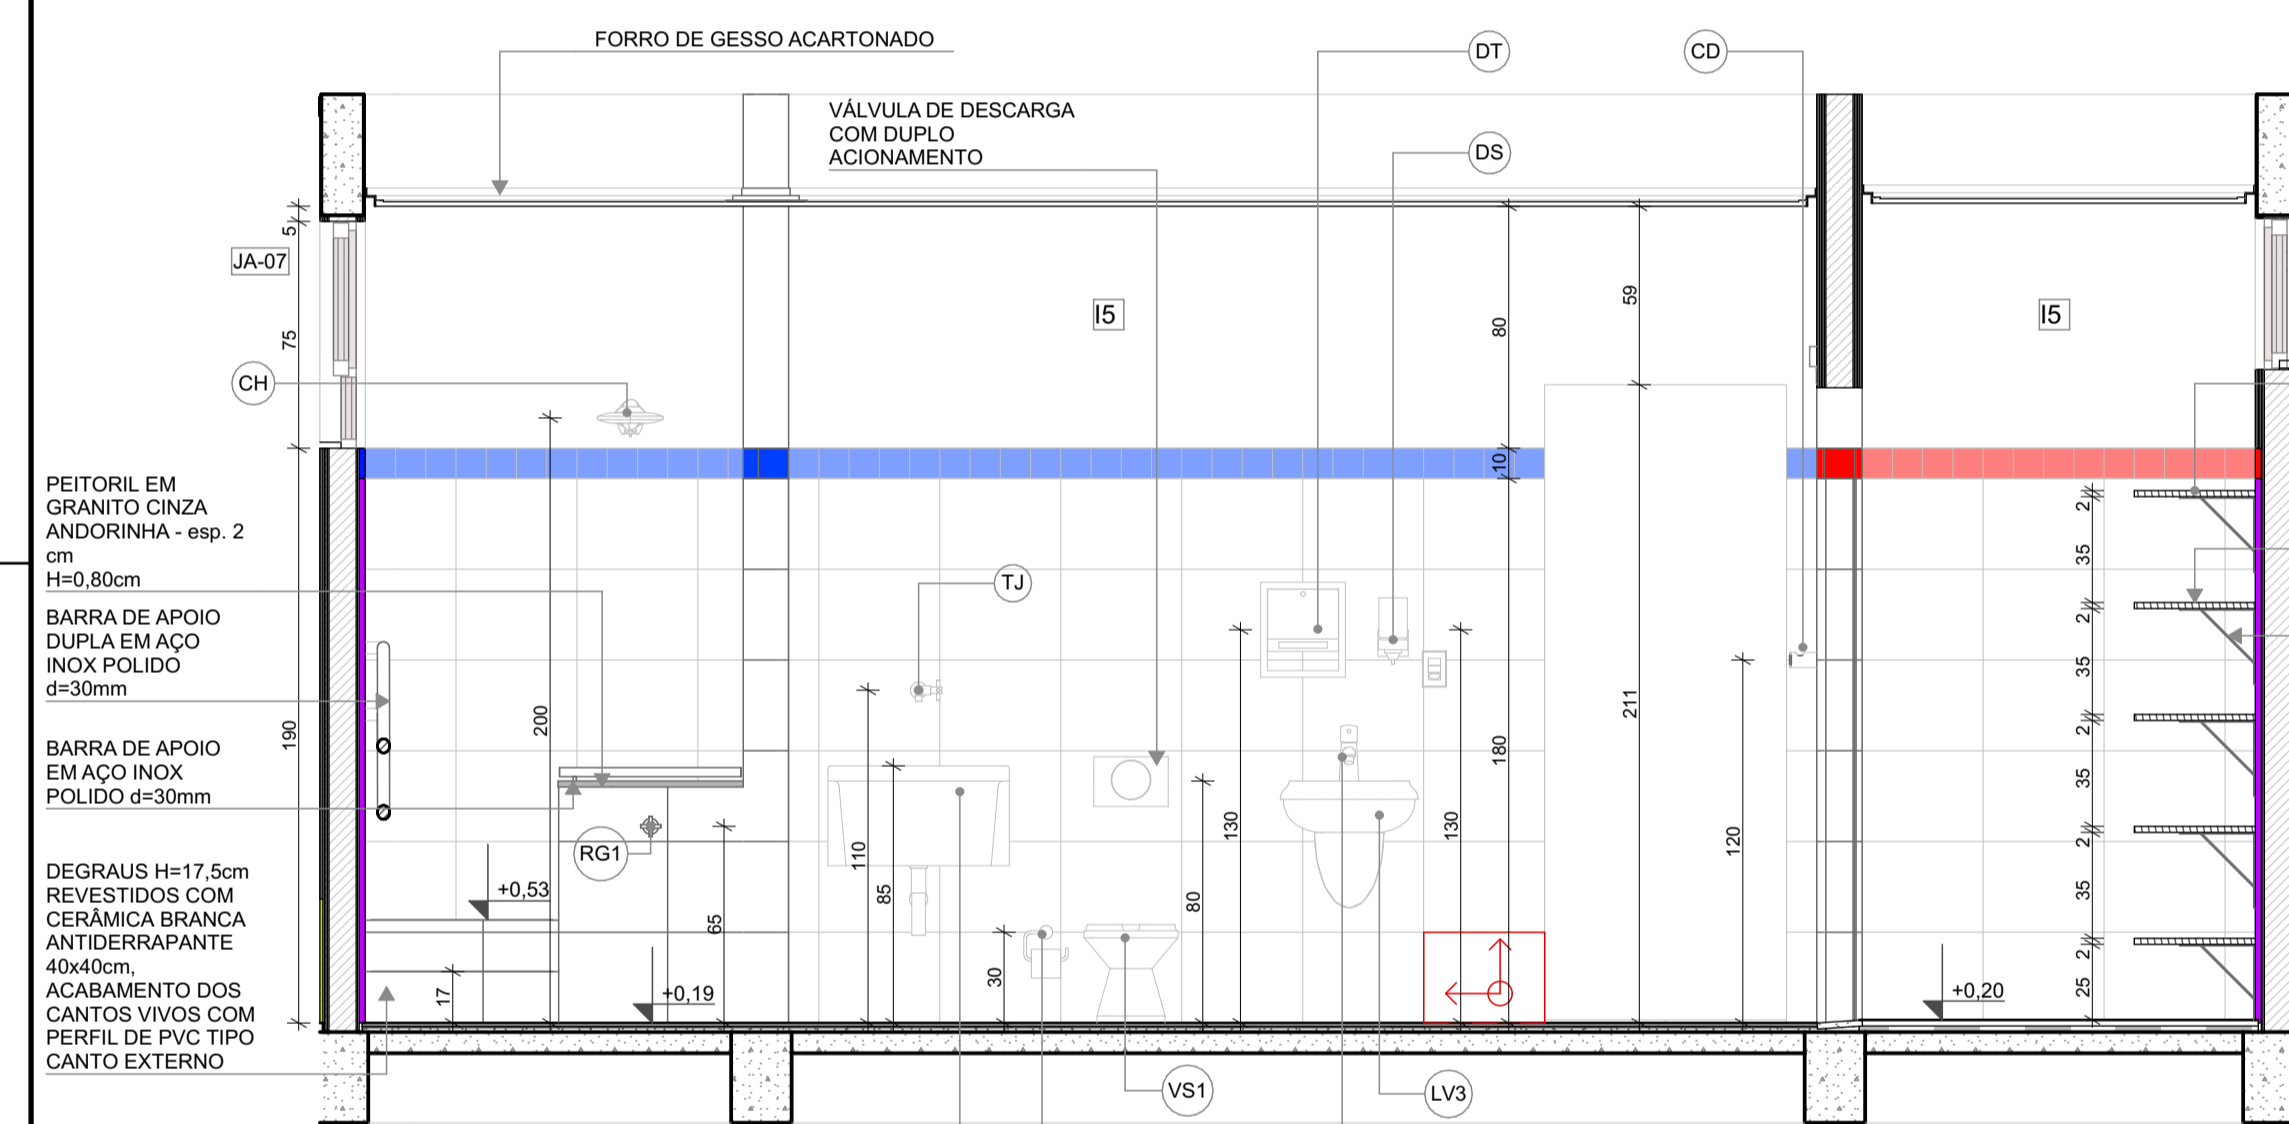 FORRO DE GESSO ACARTONADO
DT
CD
VÁLVULA DE DESCARGA
COM DUPLO
ACIONAMENTO
DS
5
JA-07
75
I5
59
80
I5
CH
10
PEITORIL EM
GRANITO CINZA
ANDORINHA - esp. 2
cm
H=0,80cm
BARRA DE APOIO
DUPLA EM AÇO
INOX POLIDO
d=30mm
BARRA DE APOIO
EM AÇO INOX
POLIDO d=30mm
DEGRAUS H=17,5cm
REVESTIDOS COM
CERÂMICA BRANCA
ANTIDERRAPANTE
40x40cm,
ACABAMENTO DOS
CANTOS VIVOS COM
PERFIL DE PVC TIPO
CANTO EXTERNO
190
200
TJ
RG1
+0,53
+0,19
17
65
110
85
30
80
130
130
180
211
120
2
35
2
35
2
35
2
35
2
25
+0,20
VS1
LV3